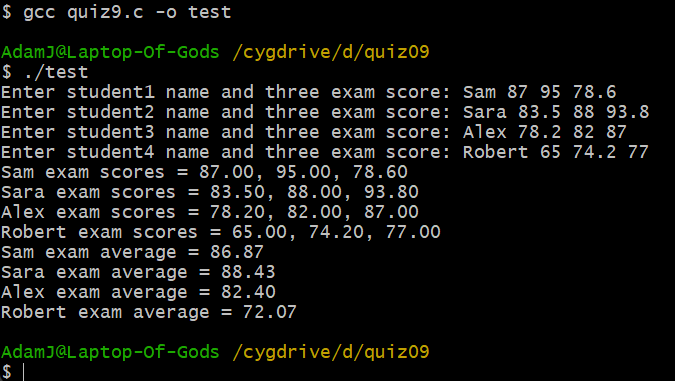 $ gcc quiz9.c -o test
AdamJ@Laptop-Of-Gods /cygdrive/d/quiz09
$ ./test
Enter student1 name and three exam score: Sam 87 95 78.6
Enter student2 name and three exam score: Sara 83.5 88 93.8
Enter student3 name and three exam score: Alex 78.2 82 87
Enter student4 name and three exam score: Robert 65 74.2 77
Sam exam scores = 87.00, 95.00, 78.60
Sara exam scores = 83.50, 88.00, 93.80
Alex exam scores = 78.20, 82.00, 87.00
Robert exam scores = 65.00, 74.20, 77.00
Sam exam average = 86.87
Sara exam average = 88.43
Alex exam average = 82.40
Robert exam average = 72.07
AdamJ@Laptop-Of-Gods /cygdrive/d/quiz09
$